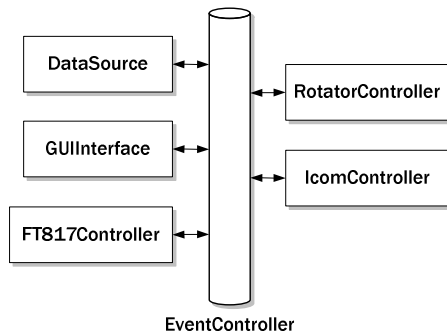 DataSource
RotatorController
GUIInterface
IcomController
FT817Controller
EventController